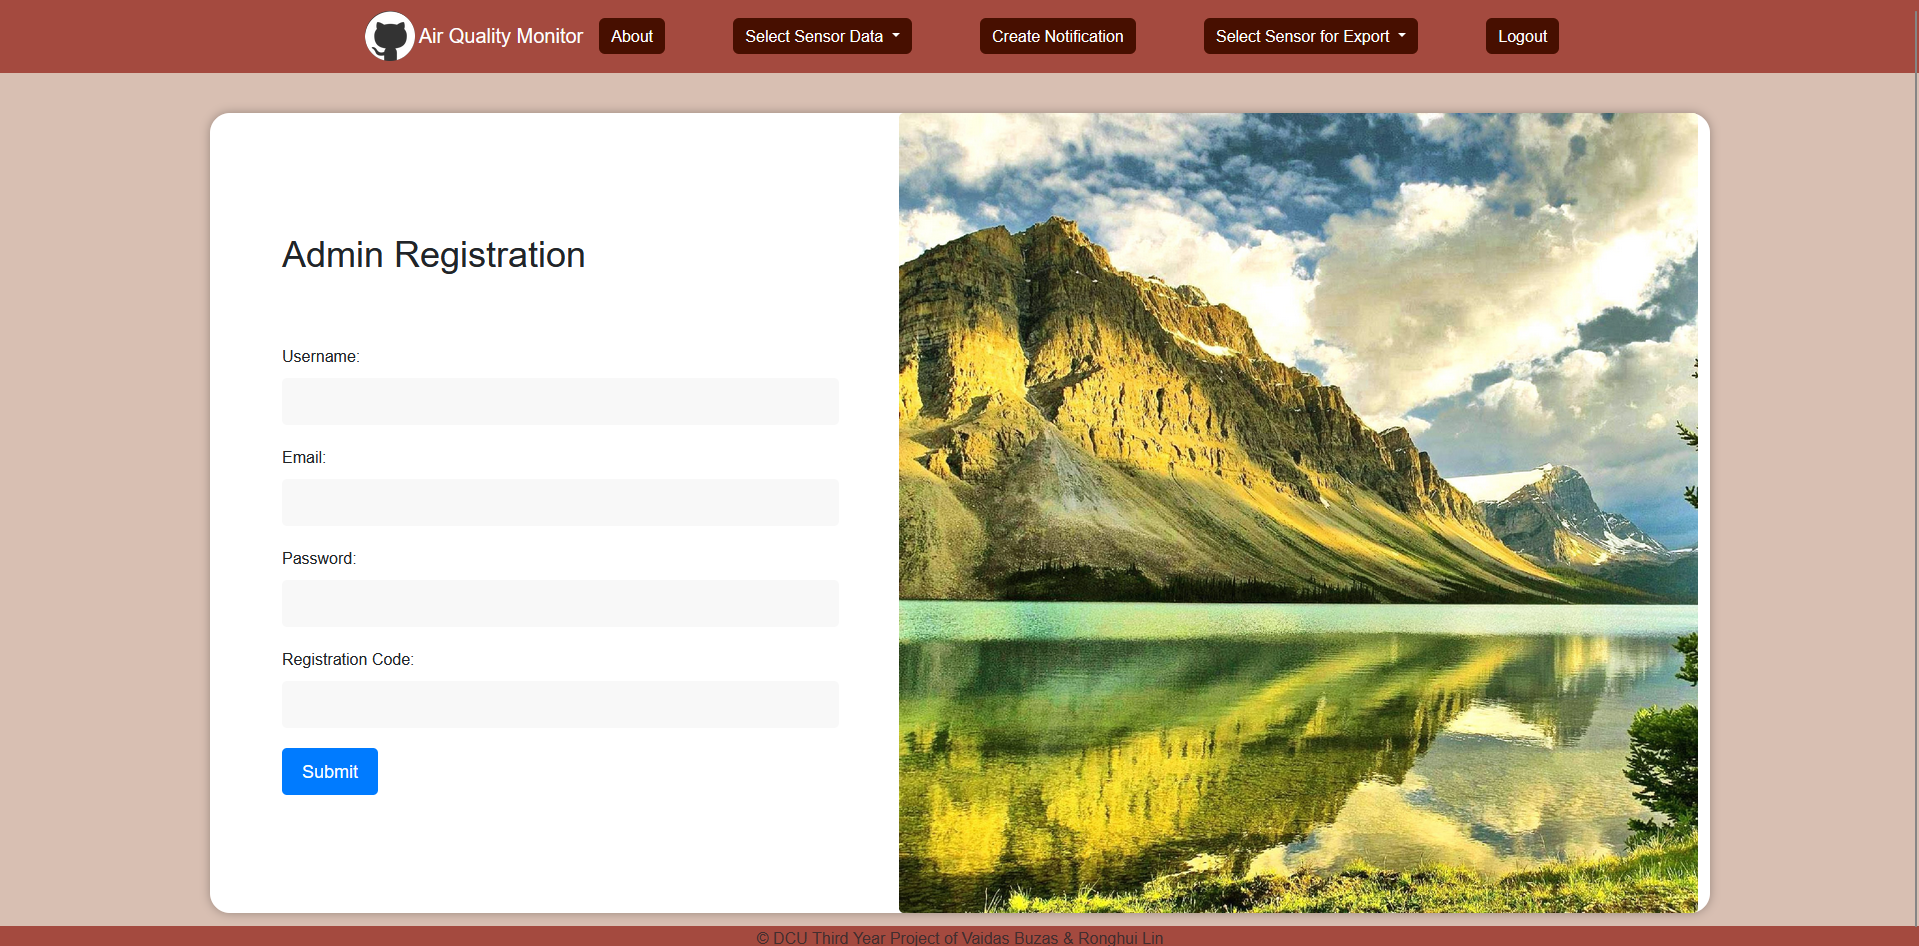 Air Quality Monitor About Select Sensor Data Create Notification Select Sensor for Export Logout
Admin Registration
Username:
Email:
Password:
Registration Code:
Submit
© DCU Third Year Project of Vaidas Buzas & Ronghui Lin